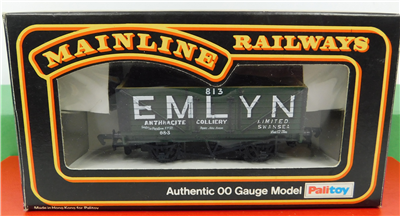 MAINLINE
RAILWAYS
813
EMLYN
ANTHRACITE COLLIERY LIMITED
SWANSEA
Authentic 00 Gauge Model
Palitoy
Made in Hong Kong for Palitoy